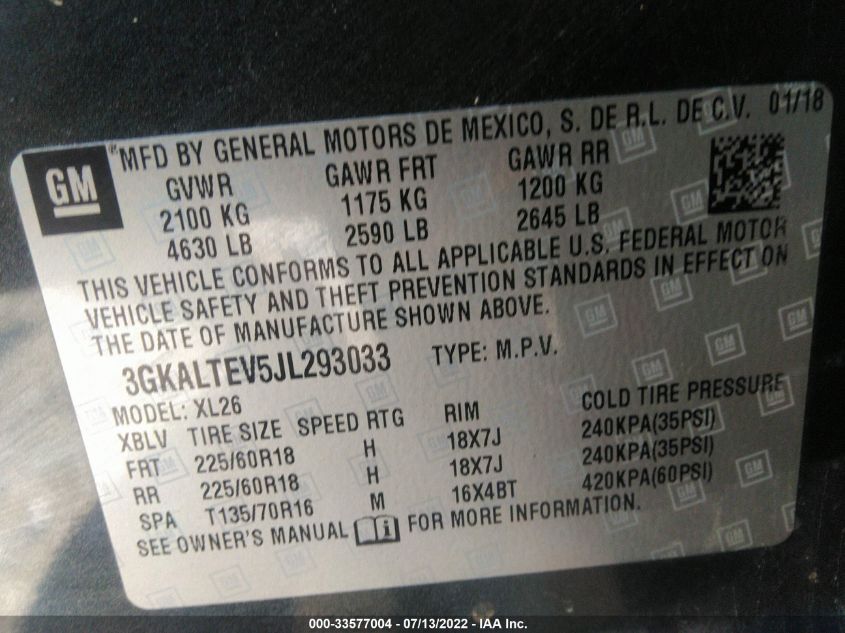 GM
MFD BY GENERAL MOTORS DE MEXICO, S. DE R.L. DE C.V. 01/18
GVWR GAWR FRT GAWR RR
2100 KG 1175 KG 1200 KG
4630 LB 2590 LB 2645 LB
THIS VEHICLE CONFORMS TO ALL APPLICABLE U.S. FEDERAL MOTOR
VEHICLE SAFETY AND THEFT PREVENTION STANDARDS IN EFFECT ON
THE DATE OF MANUFACTURE SHOWN ABOVE.
3GKALTEV5JL293033 TYPE: M.P.V.
MODEL: XL26
XBLV TIRE SIZE SPEED RTG RIM COLD TIRE PRESSURE
FRT 225/60R18 H 18X7J 240KPA(35PSI)
RR 225/60R18 H 18X7J 240KPA(35PSI)
SPA T135/70R16 M 16X4BT 420KPA(60PSI)
SEE OWNER'S MANUAL i FOR MORE INFORMATION.
000-33577004 / 07/13/2022 - IAA Inc.